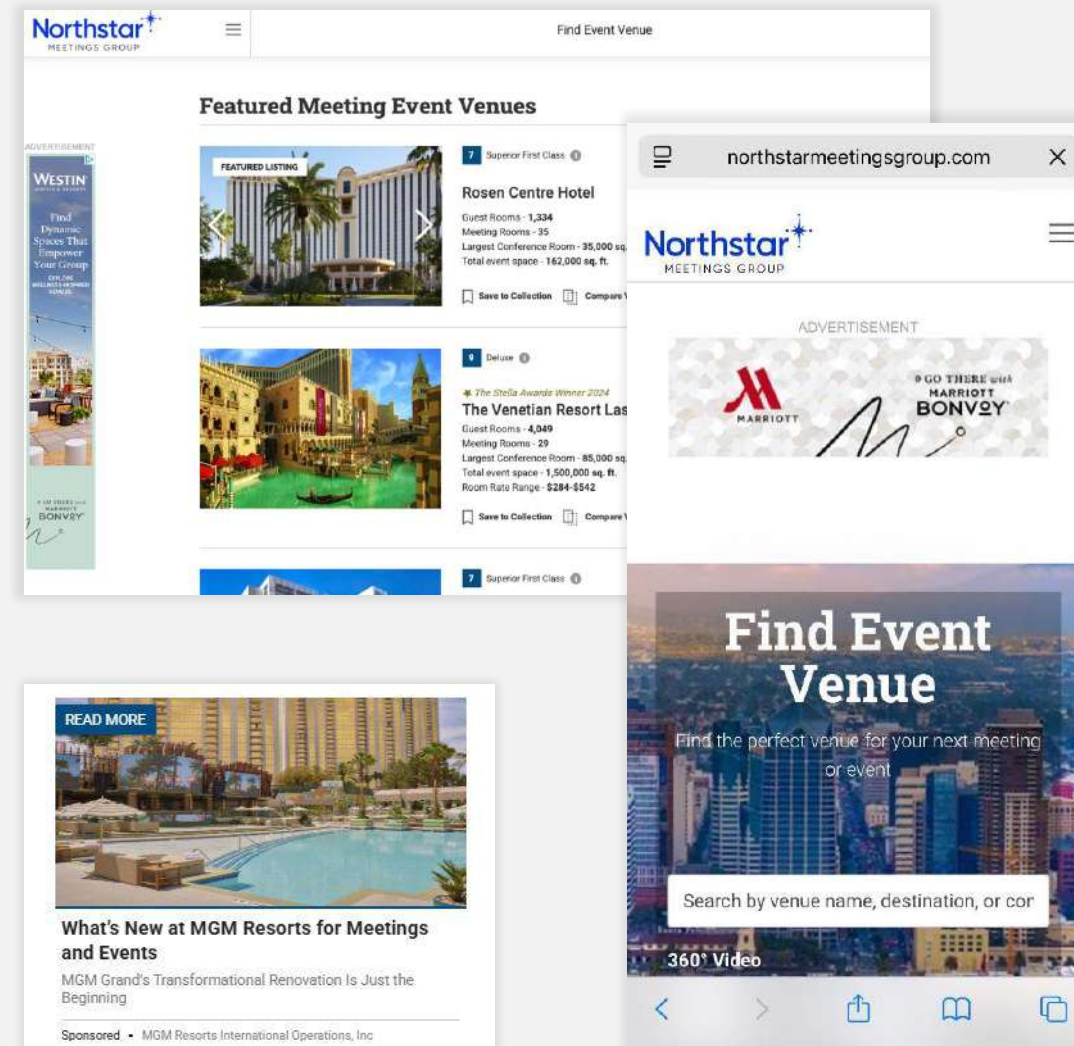 Northstar
MEETINGS GROUP
Find Event Venue
Featured Meeting Event Venues
ADVERTISEMENT
WESTIN
Find
Dynamic
Spaces That
Empower
Your Group
EXPLORE
WELLNESS-INSPIRED
VENUES
MARRIOTT
BONVOY
FEATURED LISTING
7 Superior First Class
Rosen Centre Hotel
Guest Rooms - 1,334
Meeting Rooms - 35
Largest Conference Room - 35,000 sq.
Total event space - 162,000 sq. ft.
Save to Collection Compare
9 Deluxe
The Stella Awards Winner 2024
The Venetian Resort Las
Guest Rooms - 4,049
Meeting Rooms - 29
Largest Conference Room - 85,000 sq.
Total event space - 1,500,000 sq. ft.
Room Rate Range - $284-$542
Save to Collection Compare
7 Superior First Class
northstarmeetingsgroup.com
Northstar
MEETINGS GROUP
ADVERTISEMENT
MARRIOTT
GO THERE with
MARRIOTT
BONVOY
Find Event
Venue
Find the perfect venue for your next meeting
or event
Search by venue name, destination, or cor
360° Video
READ MORE
What's New at MGM Resorts for Meetings
and Events
MGM Grand's Transformational Renovation Is Just the
Beginning
Sponsored • MGM Resorts International Operations, Inc